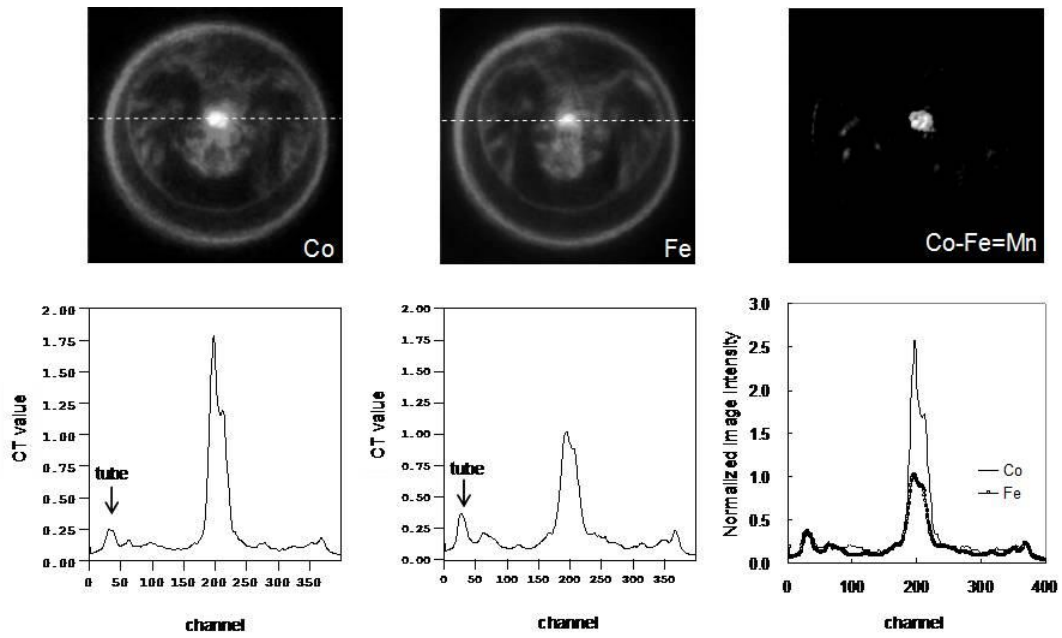 Co
Fe
Co-Fe=Mn
CT value
2.00
1.75
1.50
1.25
1.00
0.75
0.50
0.25
0.00
tube
0 50 100 150 200 250 300 350
channel
CT value
2.00
1.75
1.50
1.25
1.00
0.75
0.50
0.25
0.00
tube
0 50 100 150 200 250 300 350
channel
Normalized Image Intensity
3.0
2.5
2.0
1.5
1.0
0.5
0.0
Co
Fe
0 100 200 300 400
channel